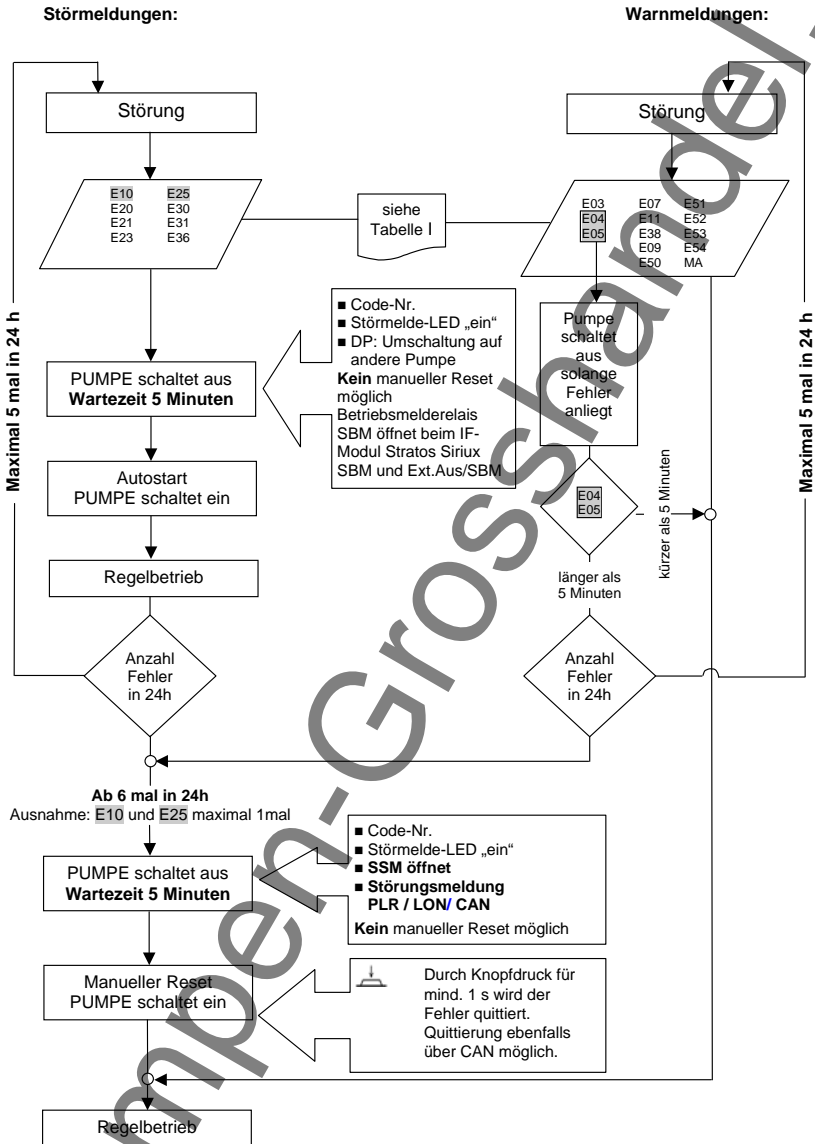 Störmeldungen:
Warnmeldungen:
Störung
Störung
E10 E25
E20 E30
E21 E31
E23 E36
siehe
Tabelle I
E03 E07 E51
E04 E11 E52
E05 E38 E53
E09 E54
E50 MA
Maximal 5 mal in 24 h
■ Code-Nr.
■ Störmelde-LED „ein“
■ DP: Umschaltung auf
andere Pumpe
Kein manueller Reset
möglich
Betriebsmelderelais
SBM öffnet beim IF-
Modul Stratos Siriux
SBM und Ext.Aus/SBM
Pumpe
schaltet
aus
solange
Fehler
anliegt
Maximal 5 mal in 24 h
PUMPE schaltet aus
Wartezeit 5 Minuten
Autostart
PUMPE schaltet ein
E04
E05
kürzer als 5 Minuten
Regelbetrieb
länger als
5 Minuten
Anzahl
Fehler
in 24h
Anzahl
Fehler
in 24h
Ab 6 mal in 24h
Ausnahme: E10 und E25 maximal 1mal
PUMPE schaltet aus
Wartezeit 5 Minuten
■ Code-Nr.
■ Störmelde-LED „ein“
■ SSM öffnet
■ Störungsmeldung
PLR / LON/ CAN
Kein manueller Reset möglich
Manueller Reset
PUMPE schaltet ein
Durch Knopfdruck für
mind. 1 s wird der
Fehler quittiert.
Quittierung ebenfalls
über CAN möglich.
Regelbetrieb
mpen-Grosshandel